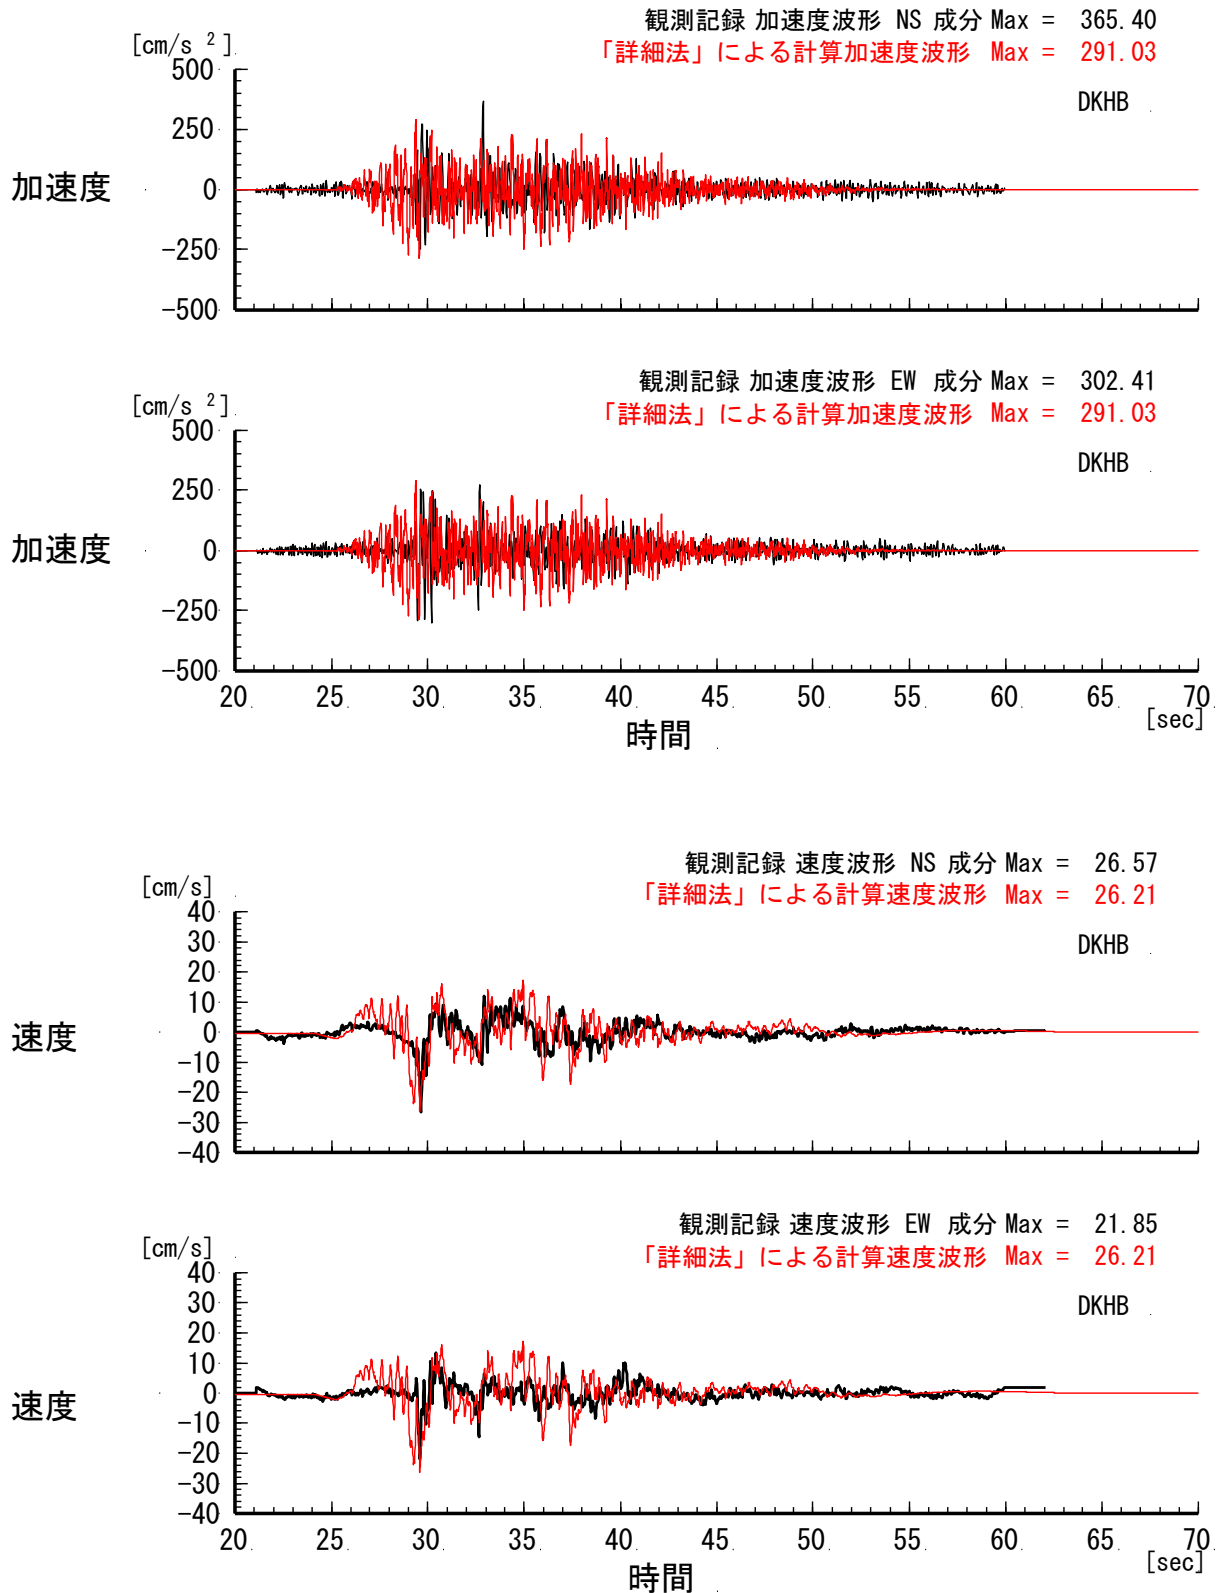 観測記録 加速度波形 NS 成分 Max = 365.40
[cm/s 2]
「詳細法」による計算加速度波形 Max = 291.03
DKHB
500
250
0
-250
-500
加速度
観測記録 加速度波形 EW 成分 Max = 302.41
[cm/s 2]
「詳細法」による計算加速度波形 Max = 291.03
DKHB
500
250
0
-250
-500
加速度
20. 25. 30. 35. 40. 45. 50. 55. 60. 65. 70.
[sec]
時間
観測記録 速度波形 NS 成分 Max = 26.57
[cm/s]
「詳細法」による計算速度波形 Max = 26.21
DKHB
40
30
20
10
0
-10
-20
-30
-40
速度
観測記録 速度波形 EW 成分 Max = 21.85
[cm/s]
「詳細法」による計算速度波形 Max = 26.21
DKHB
40
30
20
10
0
-10
-20
-30
-40
速度
20. 25. 30. 35. 40. 45. 50. 55. 60. 65. 70.
[sec]
時間